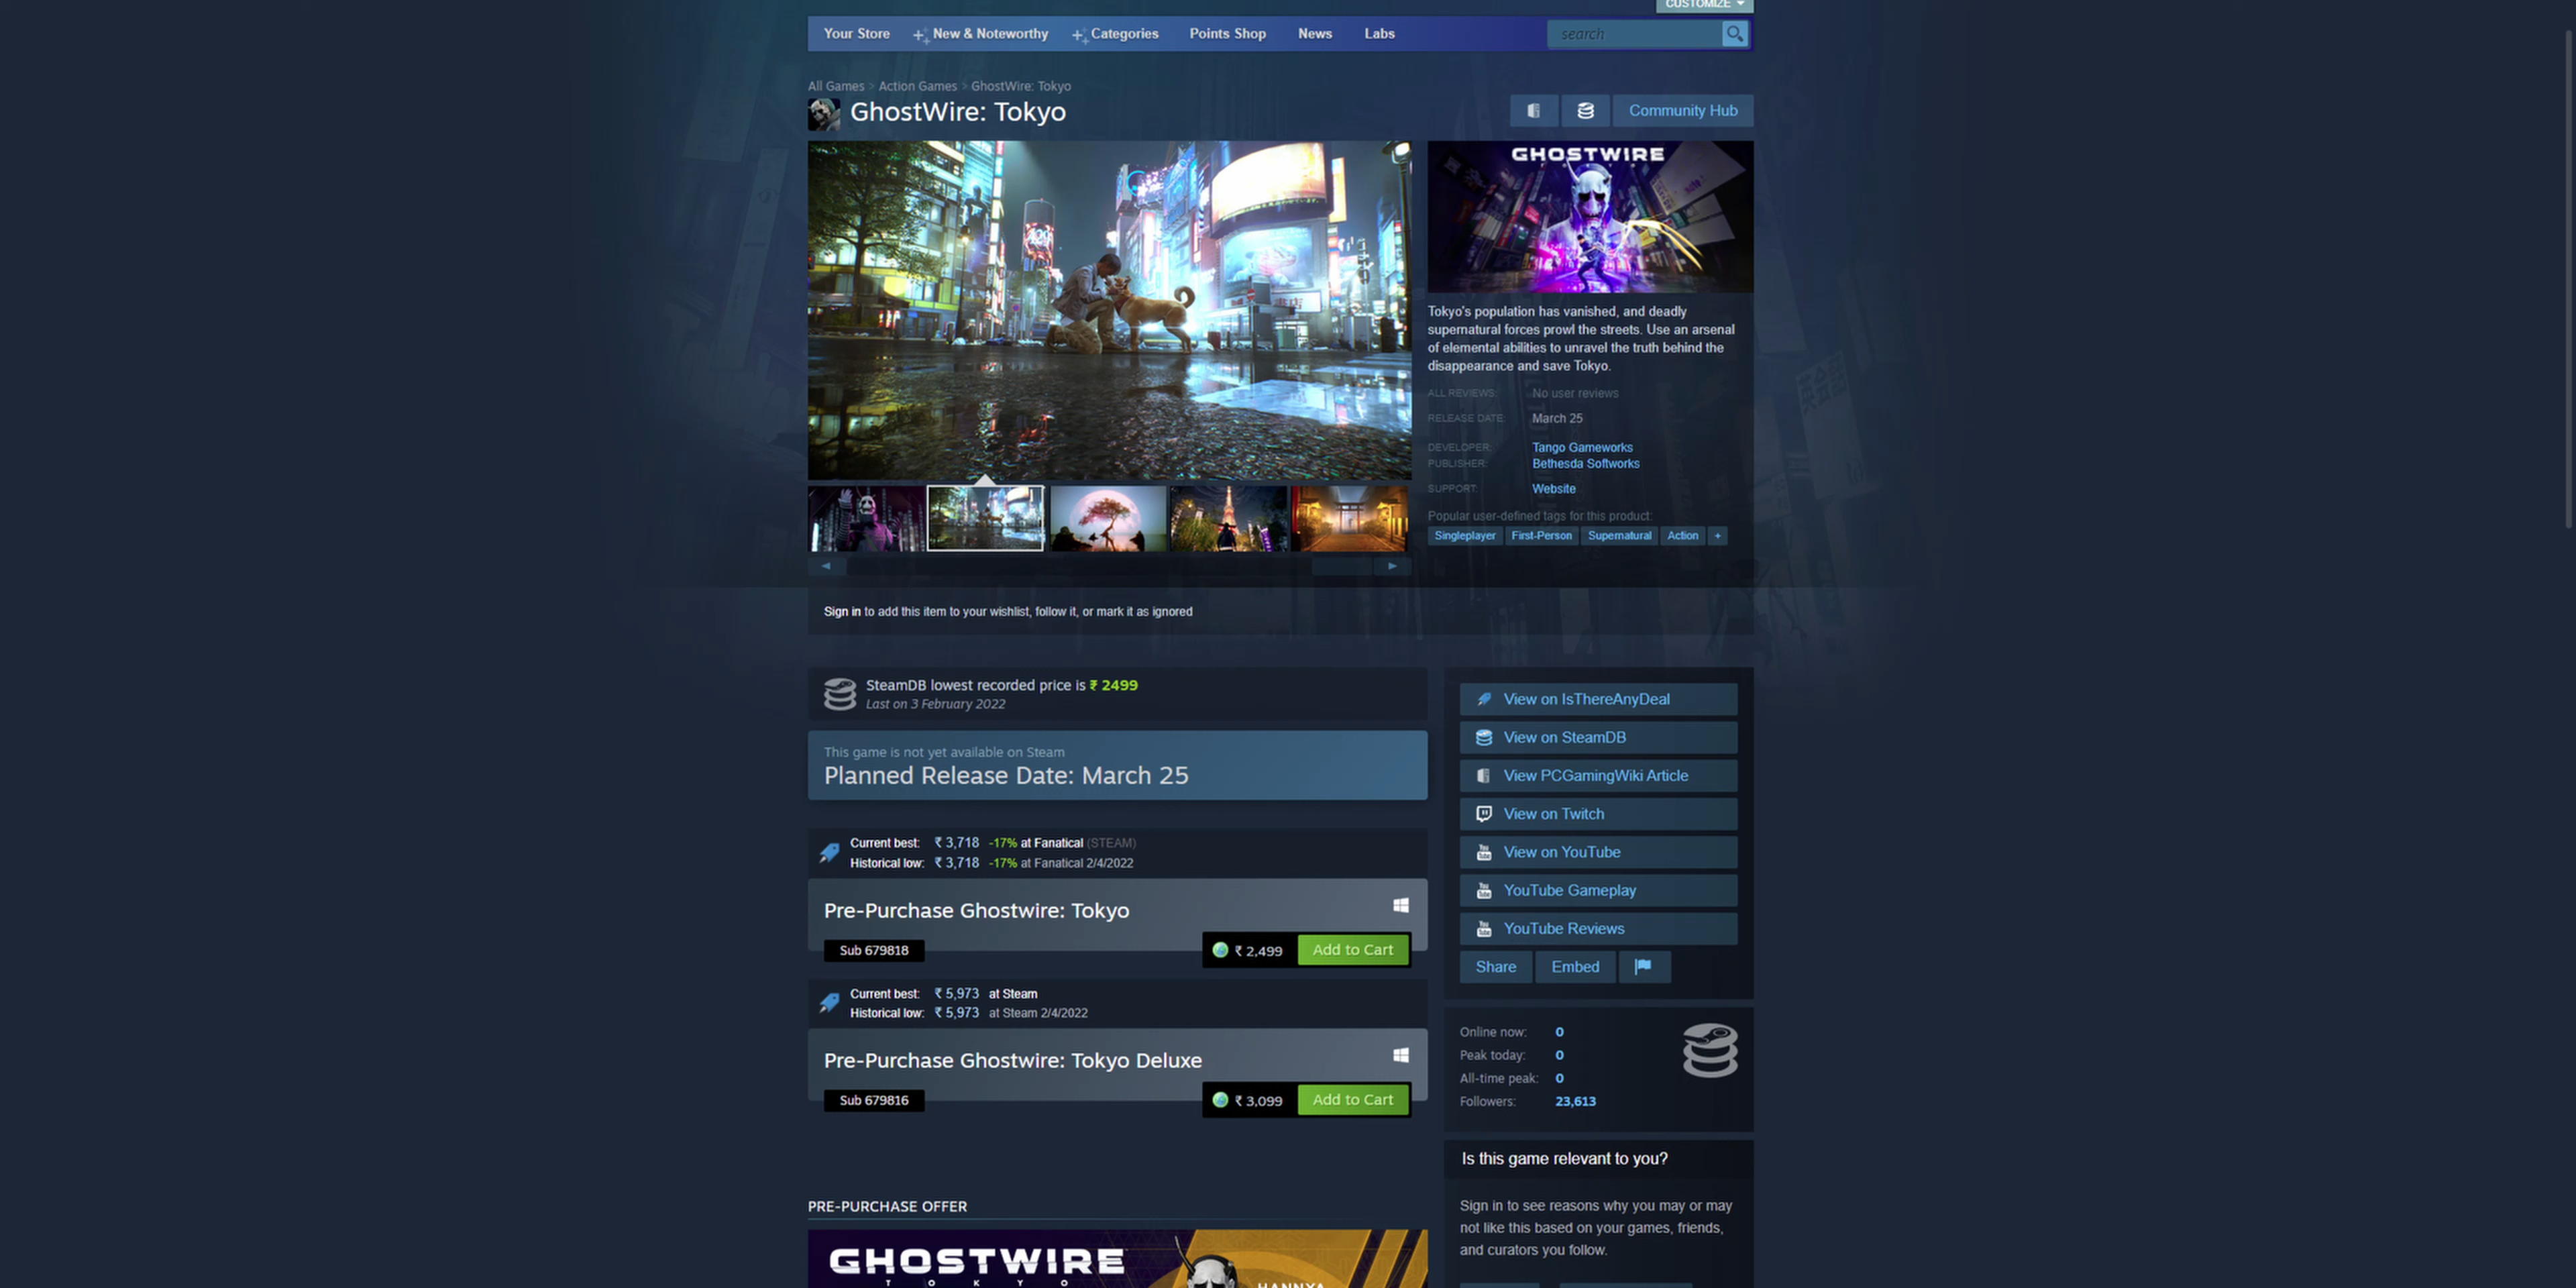 CUSTOMIZE
Your Store New & Noteworthy Categories Points Shop News Labs search
All Games > Action Games > GhostWire: Tokyo
GhostWire: Tokyo
Community Hub
GHOSTWIRE
Tokyo's population has vanished, and deadly
supernatural forces prowl the streets. Use an arsenal
of elemental abilities to unravel the truth behind the
disappearance and save Tokyo.
ALL REVIEWS: No user reviews
RELEASE DATE: March 25
DEVELOPER: Tango Gameworks
PUBLISHER: Bethesda Softworks
SUPPORT: Website
Popular user-defined tags for this product:
Singleplayer First-Person Supernatural Action +
Sign in to add this item to your wishlist, follow it, or mark it as ignored
SteamDB lowest recorded price is ₹ 2499
Last on 3 February 2022
This game is not yet available on Steam
Planned Release Date: March 25
Current best: ₹ 3,718 -17% at Fanatical (STEAM)
Historical low: ₹ 3,718 -17% at Fanatical 2/4/2022
Pre-Purchase Ghostwire: Tokyo
Sub 679818
₹ 2,499 Add to Cart
Current best: ₹ 5,973 at Steam
Historical low: ₹ 5,973 at Steam 2/4/2022
Pre-Purchase Ghostwire: Tokyo Deluxe
Sub 679816
₹ 3,099 Add to Cart
PRE-PURCHASE OFFER
GHOSTWIRE
TOKYO
HANNYA
View on IsThereAnyDeal
View on SteamDB
View PCGamingWiki Article
View on Twitch
View on YouTube
YouTube Gameplay
YouTube Reviews
Share Embed
Online now: 0
Peak today: 0
All-time peak: 0
Followers: 23,613
Is this game relevant to you?
Sign in to see reasons why you may or may
not like this based on your games, friends,
and curators you follow.